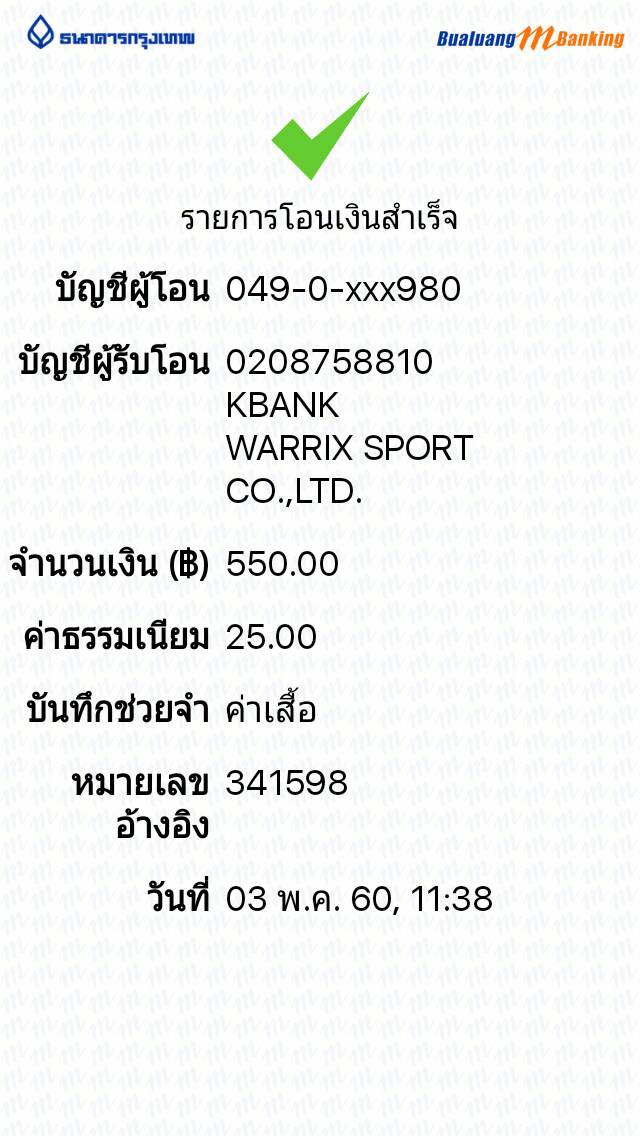 ธนาคารกรุงเทพ
Bualuang mBanking
รายการโอนเงินสำเร็จ
บัญชีผู้โอน 049-0-xxx980
บัญชีผู้รับโอน 0208758810
KBANK
WARRIX SPORT
CO.,LTD.
จำนวนเงิน (฿) 550.00
ค่าธรรมเนียม 25.00
บันทึกช่วยจำ ค่าเสื้อ
หมายเลข 341598
อ้างอิง
วันที่ 03 พ.ค. 60, 11:38